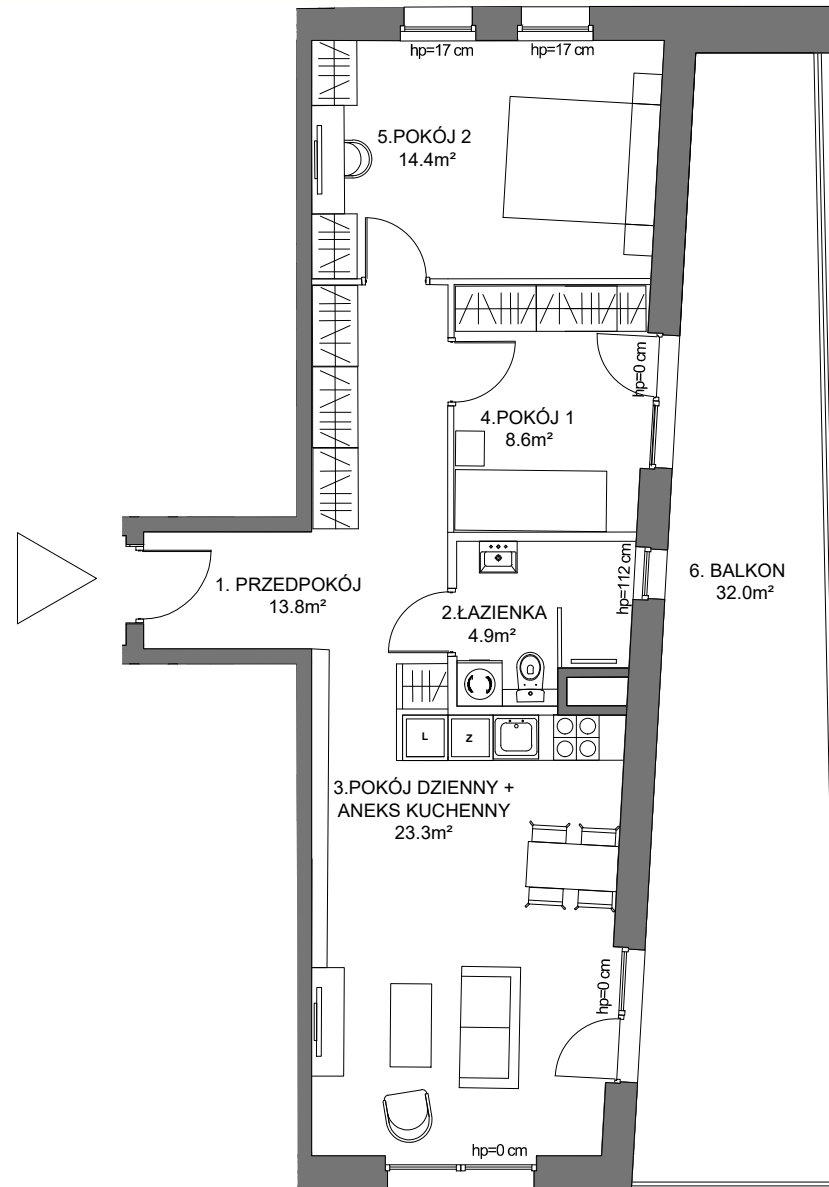 hp=17 cm
hp=17 cm
5.POKÓJ 2
14.4m²
hp=0 cm
4.POKÓJ 1
8.6m²
1. PRZEDPOKÓJ
13.8m²
2.ŁAZIENKA
4.9m²
hp=112 cm
6. BALKON
32.0m²
L
Z
3.POKÓJ DZIENNY +
ANEKS KUCHENNY
23.3m²
hp=0 cm
hp=0 cm